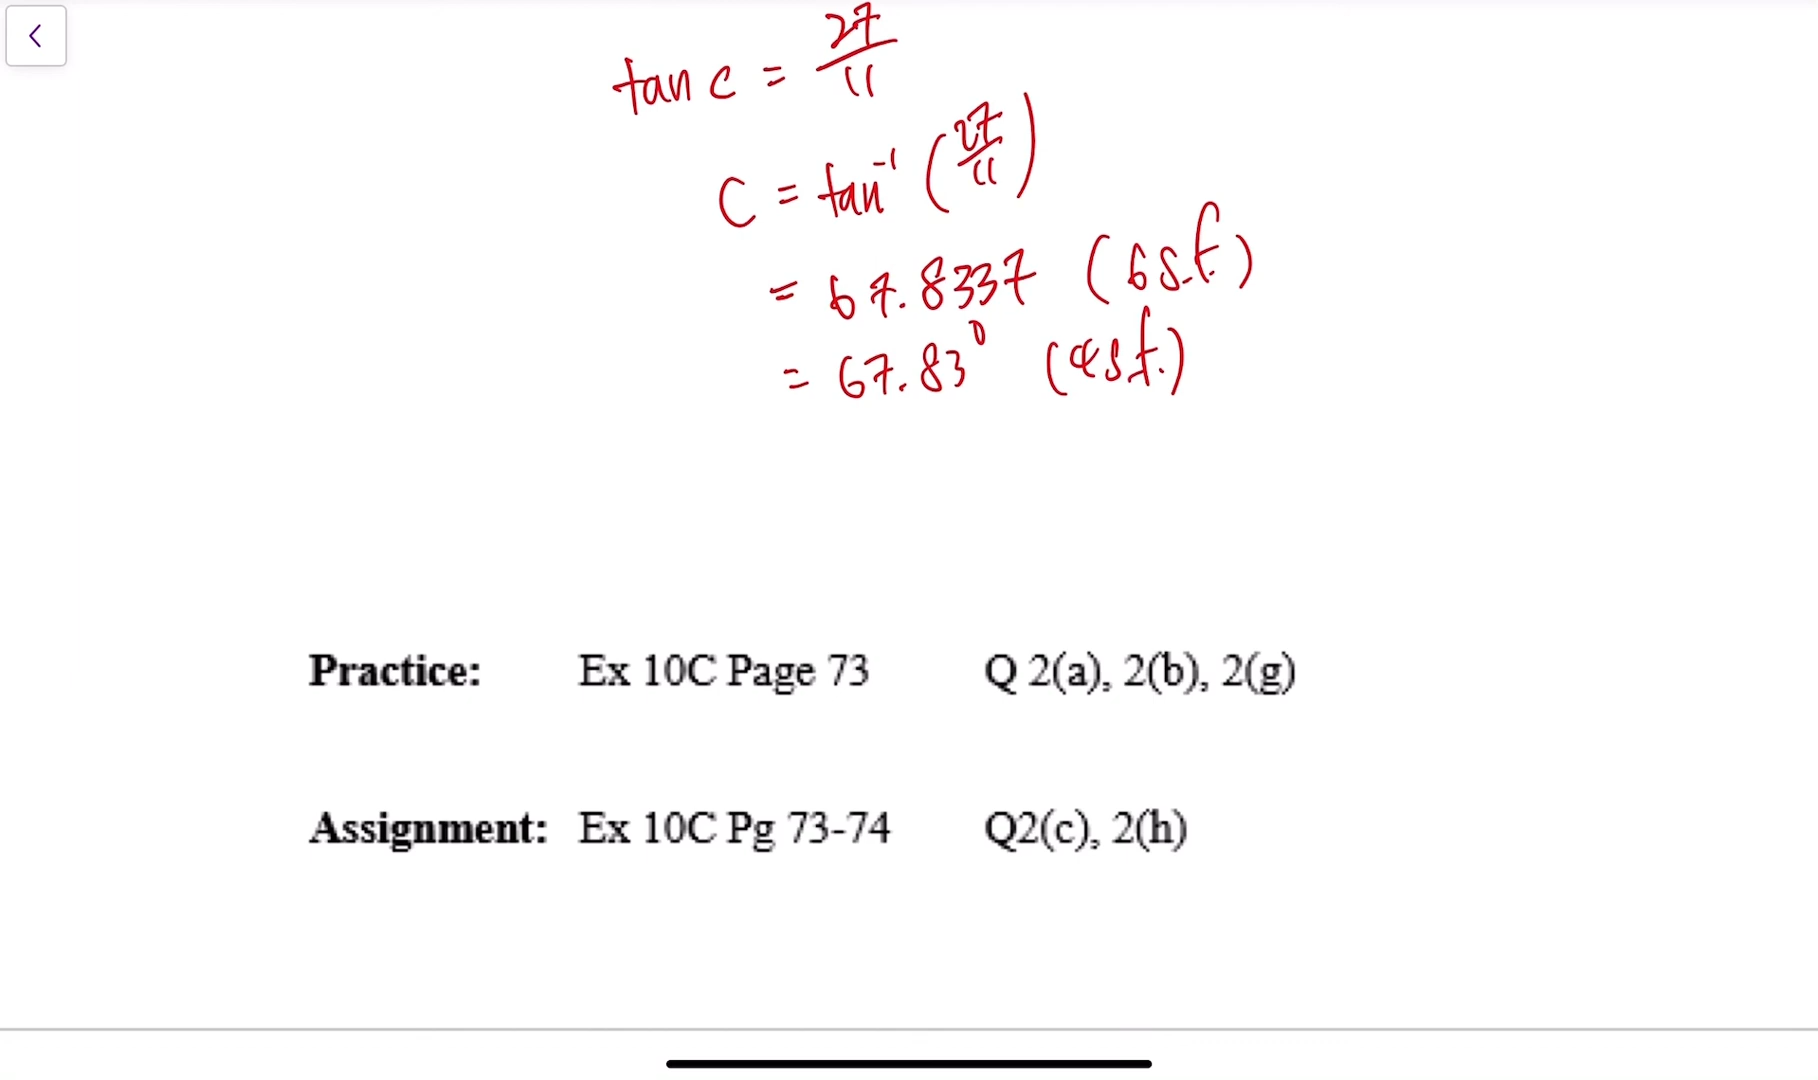 tan C = 27/11
C = tan⁻¹ (27/11)
= 67.8337 (6 s.f.)
= 67.83° (4 s.f.)
Practice: Ex 10C Page 73 Q 2(a), 2(b), 2(g)
Assignment: Ex 10C Pg 73-74 Q2(c), 2(h)